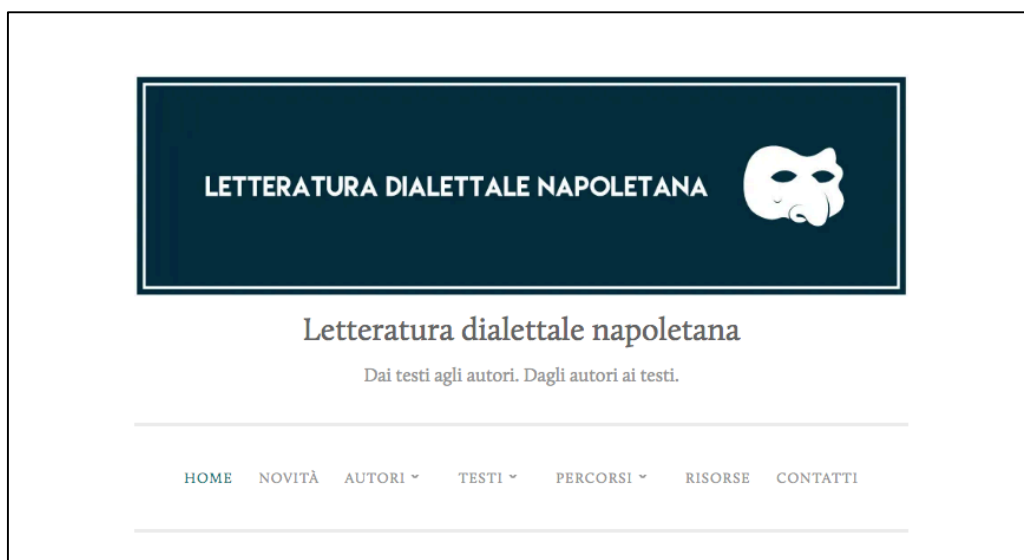 LETTERATURA DIALETTALE NAPOLETANA
Letteratura dialettale napoletana
Dai testi agli autori. Dagli autori ai testi.
HOME NOVITÀ AUTORI TESTI PERCORSI RISORSE CONTATTI